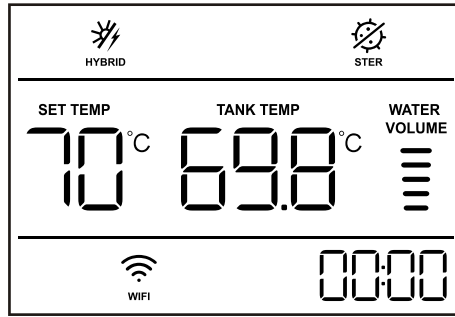 HYBRID STER
SET TEMP TANK TEMP WATER VOLUME
70°C 69.8°C
WIFI 00:00